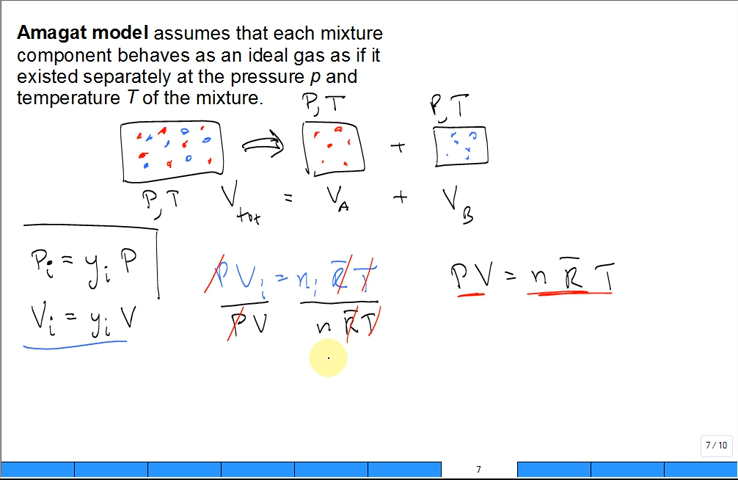 Amagat model assumes that each mixture
component behaves as an ideal gas as if it
existed separately at the pressure p and
temperature T of the mixture.
P,T P,T
⇒ +
P,T V_tot = V_A + V_B
P_i = y_i P
PV_i = n_i R̅ T
PV = n R̅ T
V_i = y_i V
PV n R̅ T
7 / 10
7